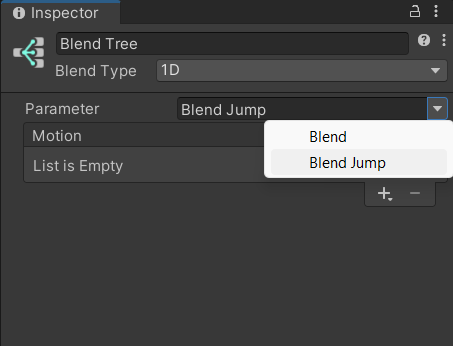 Inspector
Blend Tree
Blend Type 1D
Parameter Blend Jump
Motion
Blend
List is Empty
Blend Jump